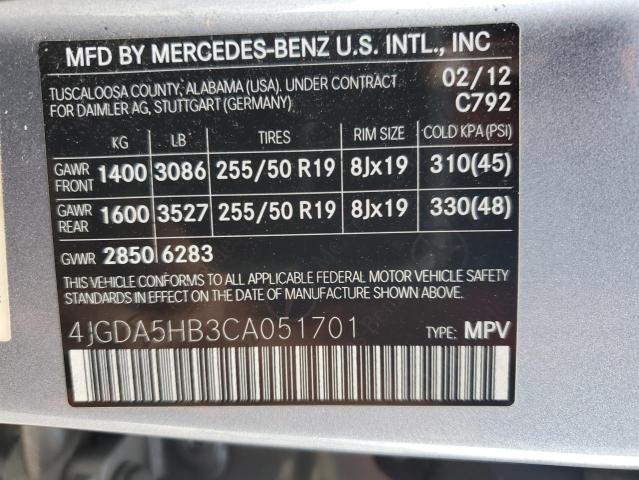 MFD BY MERCEDES-BENZ U.S. INTL., INC
TUSCALOOSA COUNTY, ALABAMA (USA). UNDER CONTRACT 02/12
FOR DAIMLER AG, STUTTGART (GERMANY) C792
KG LB TIRES RIM SIZE COLD KPA(PSI)
GAWR FRONT 1400 3086 255/50 R19 8Jx19 310(45)
GAWR REAR 1600 3527 255/50 R19 8Jx19 330(48)
GVWR 2850 6283
THIS VEHICLE CONFORMS TO ALL APPLICABLE FEDERAL MOTOR VEHICLE SAFETY
STANDARDS IN EFFECT ON THE DATE OF MANUFACTURE SHOWN ABOVE.
4JGDA5HB3CA051701 TYPE: MPV